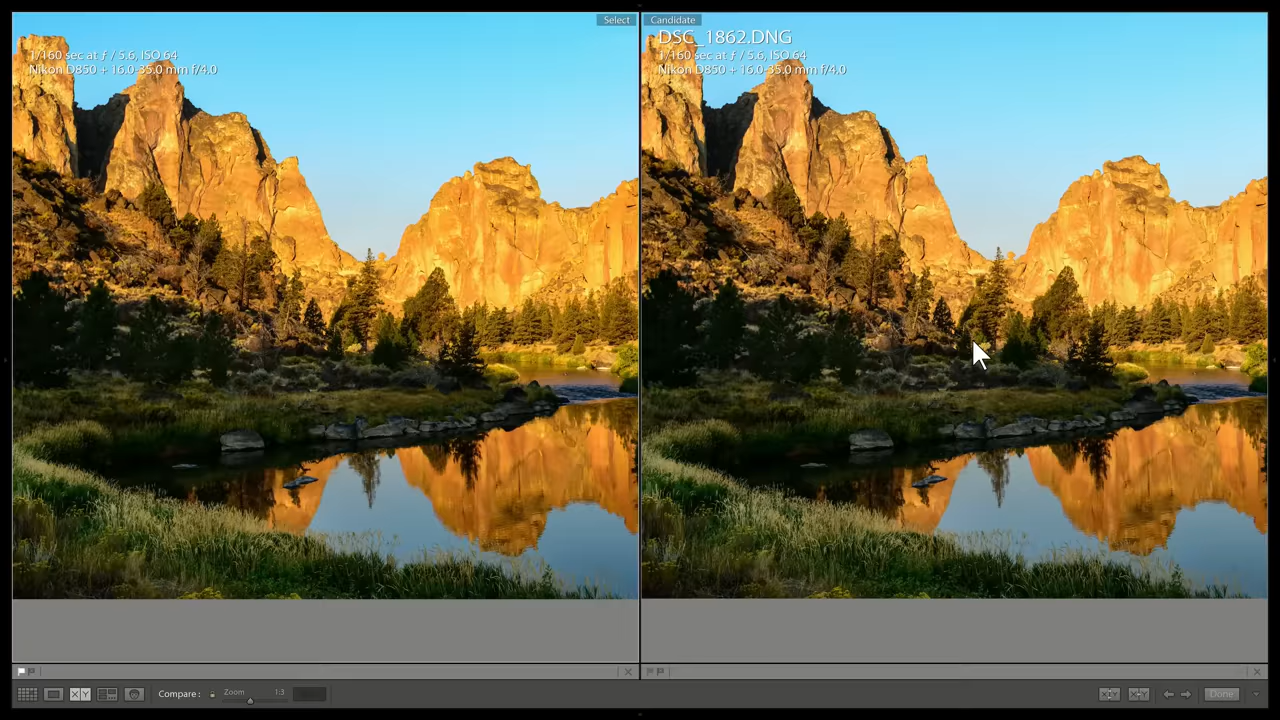 Select
1/160 sec at ƒ / 5.6, ISO 64
Nikon D850 + 16.0-35.0 mm f/4.0
Candidate
DSC_1862.DNG
1/160 sec at ƒ / 5.6, ISO 64
Nikon D850 + 16.0-35.0 mm f/4.0
XY
Compare :
Zoom
1:3
Done